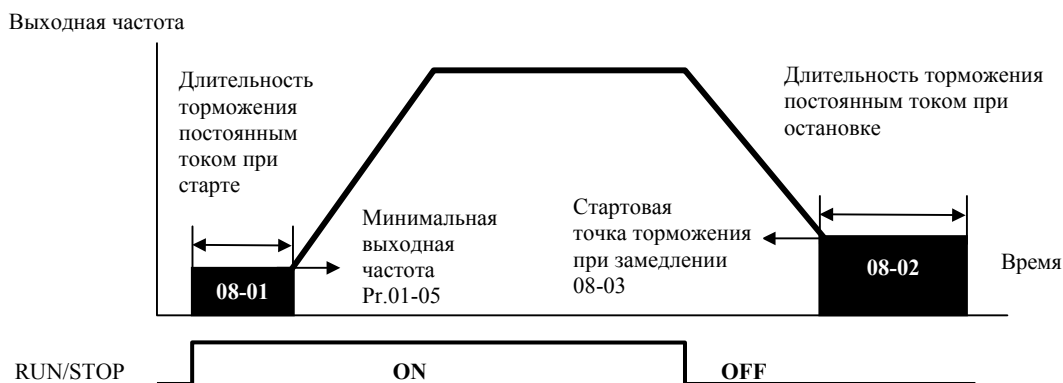 Выходная частота
Длительность
торможения
постоянным
током при
старте
Длительность торможения
постоянным током при
остановке
Минимальная
выходная
частота
Pr.01-05
Стартовая
точка торможения
при замедлении
08-03
08-01
08-02
Время
RUN/STOP
ON
OFF